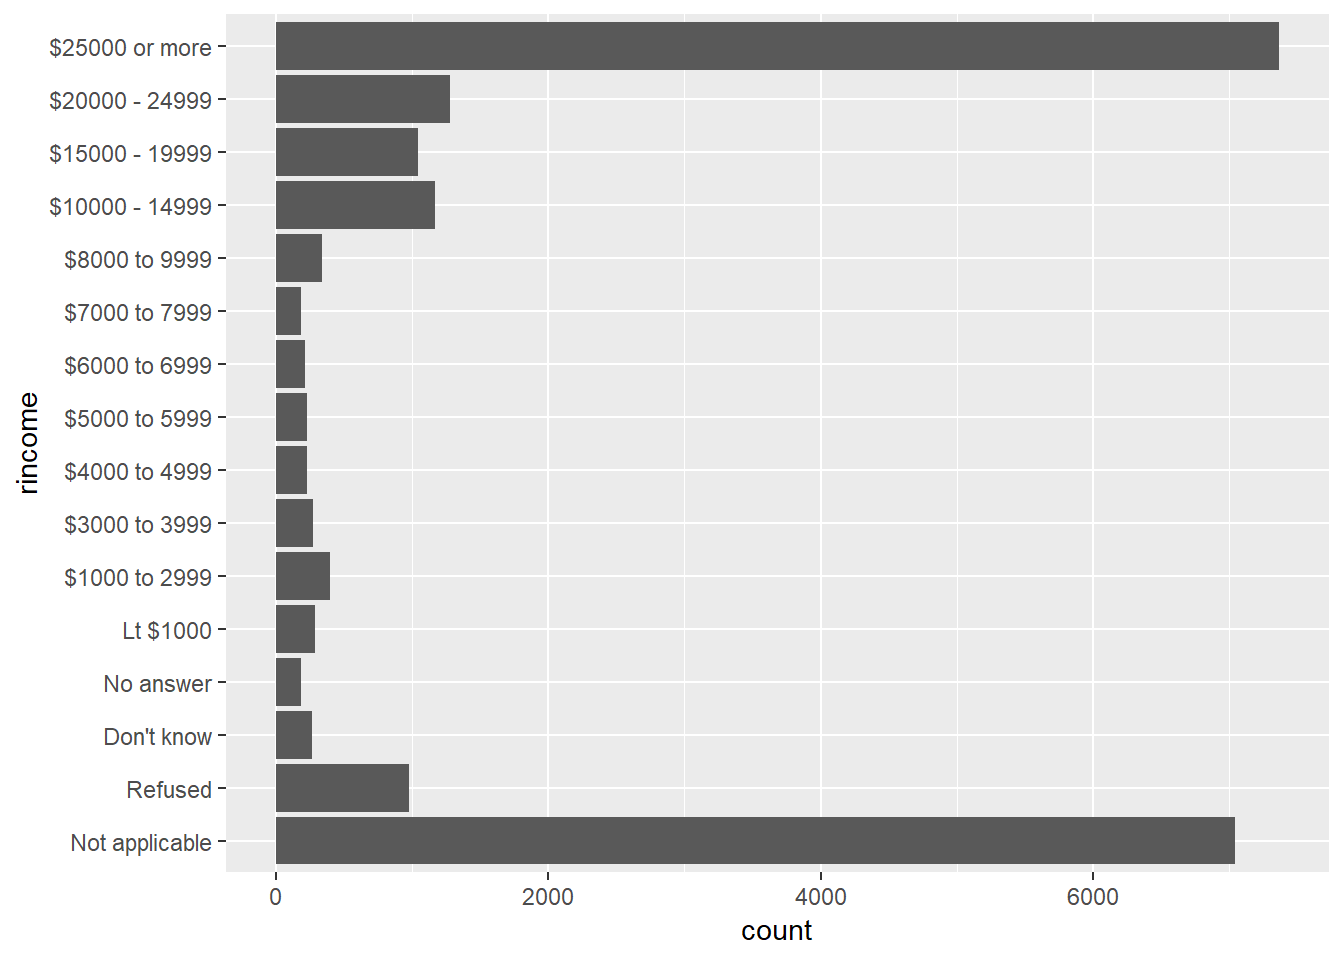 $25000 or more
$20000 - 24999
$15000 - 19999
$10000 - 14999
$8000 to 9999
$7000 to 7999
$6000 to 6999
$5000 to 5999
$4000 to 4999
$3000 to 3999
$1000 to 2999
Lt $1000
No answer
Don't know
Refused
Not applicable
rincome
0 2000 4000 6000
count